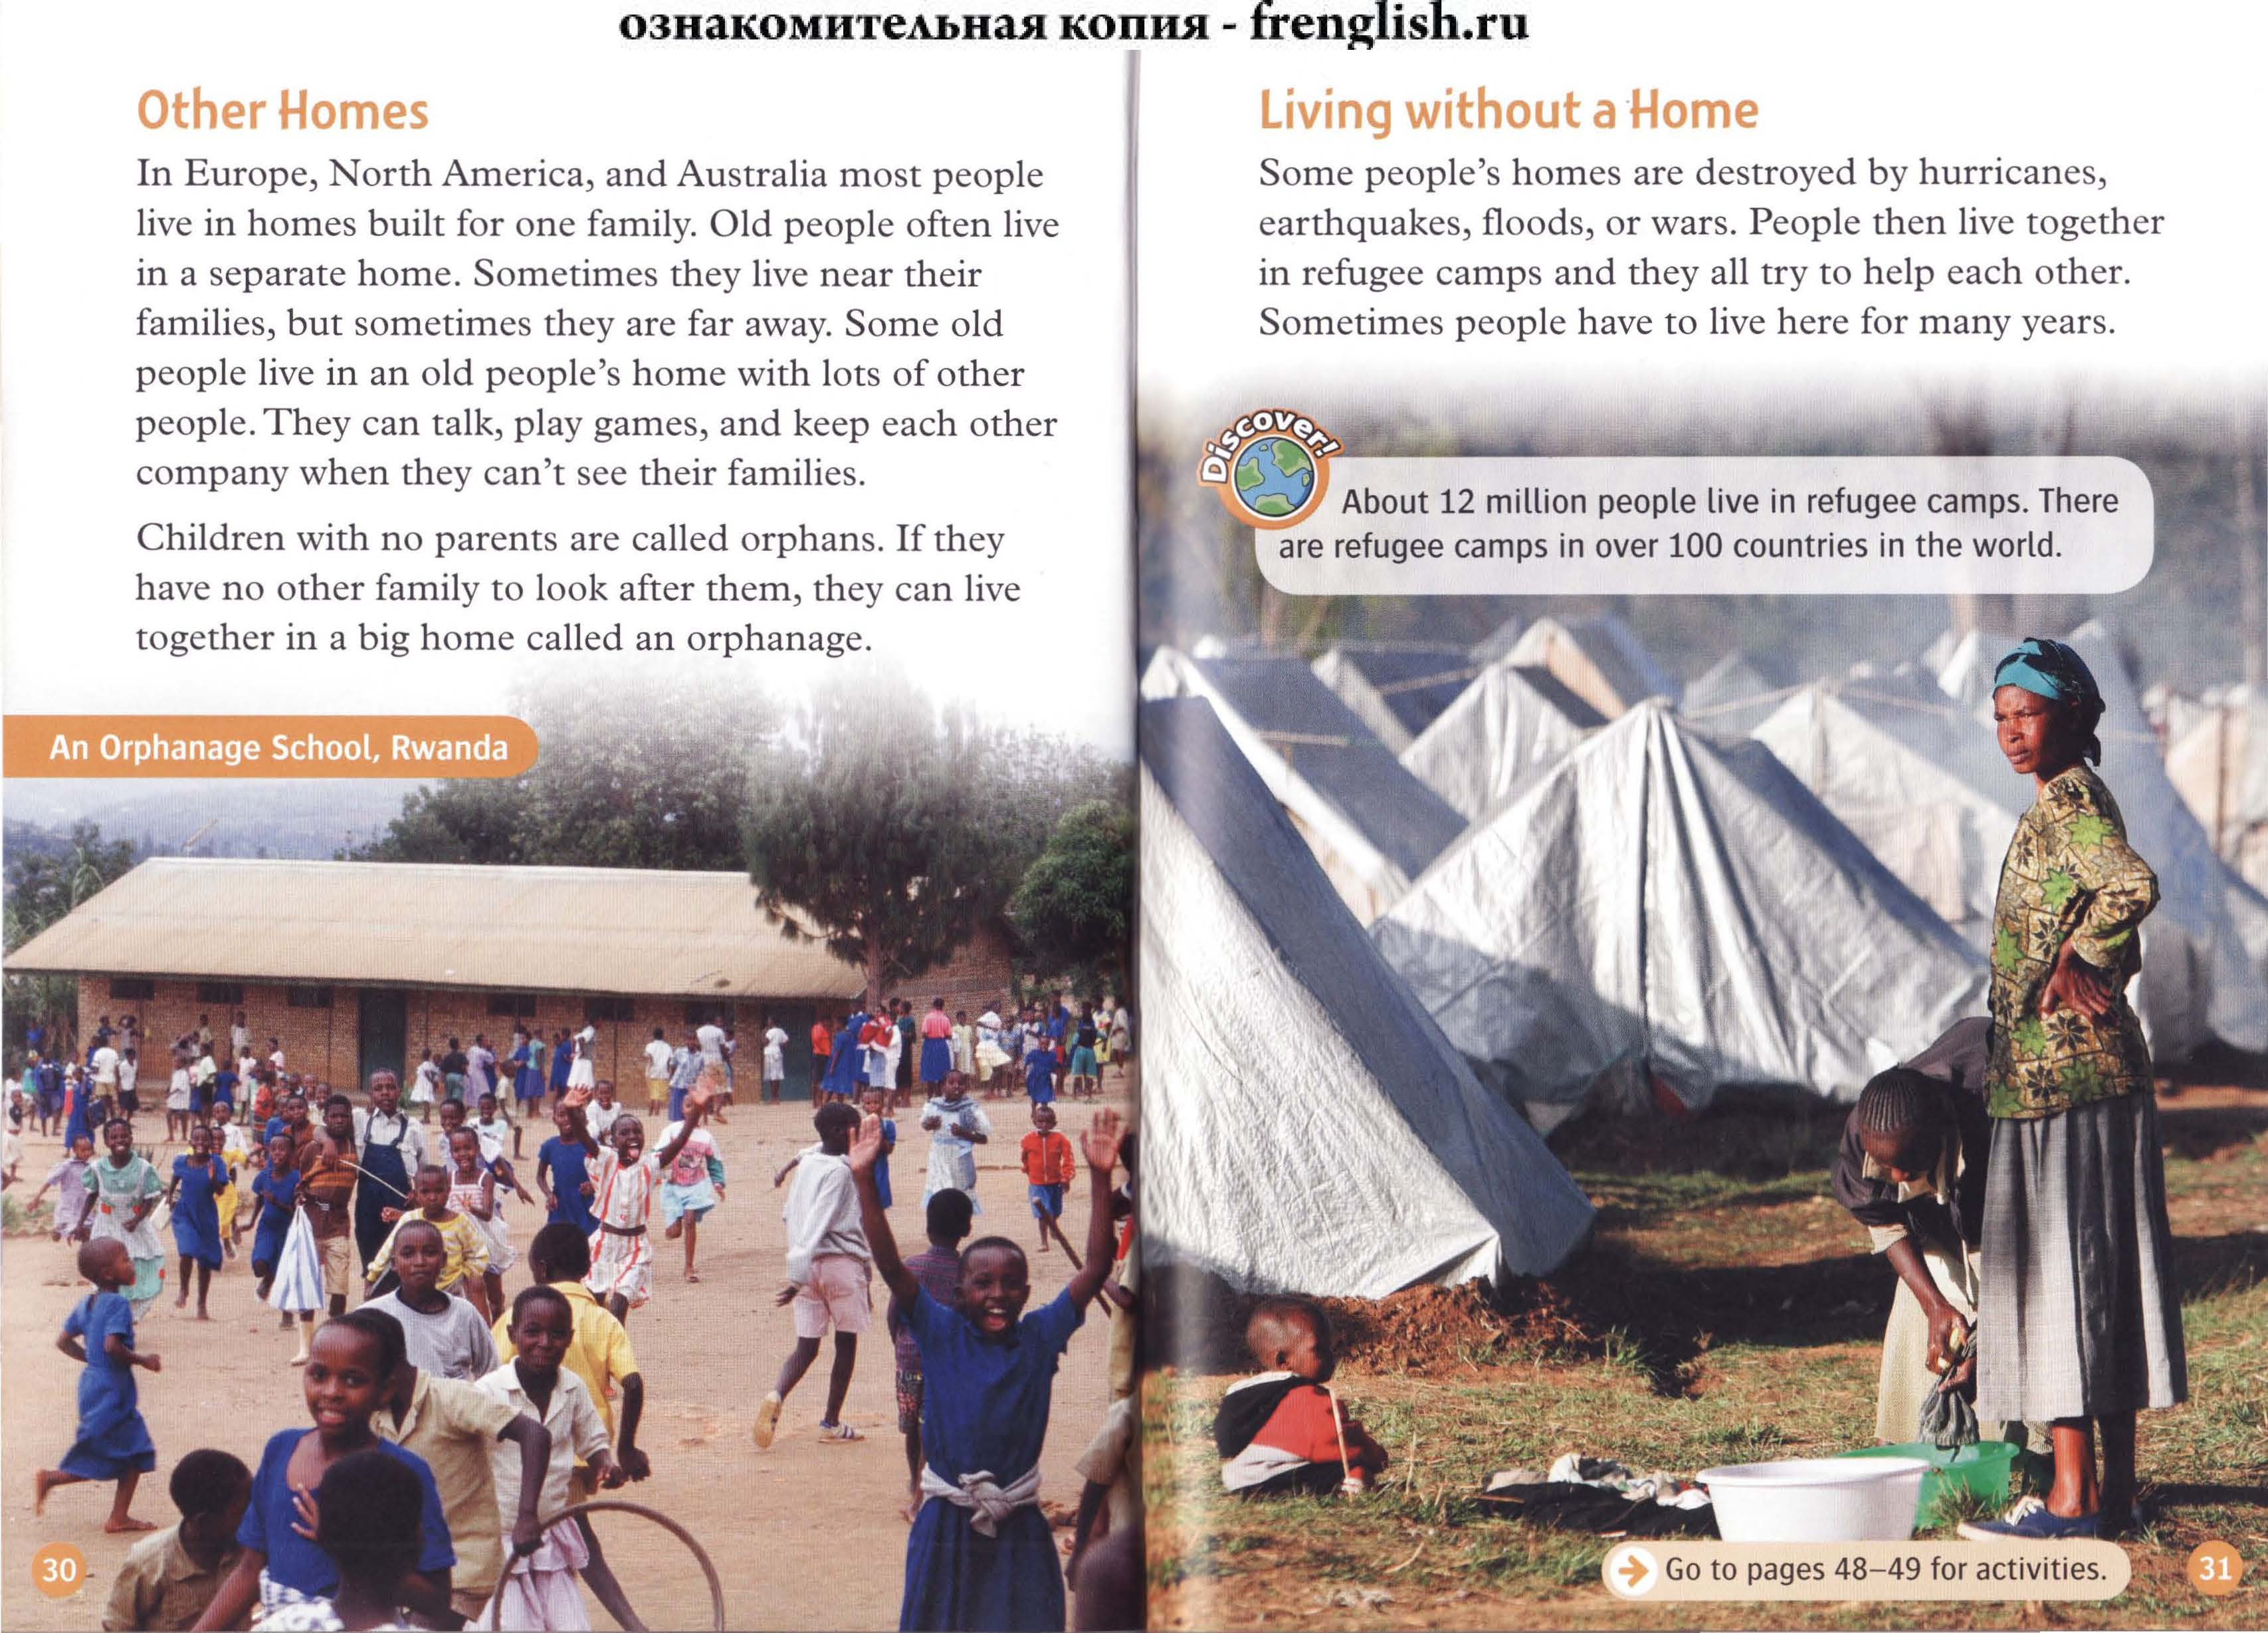 ознакомительная копия - frenglish.ru
Other Homes
In Europe, North America, and Australia most people
live in homes built for one family. Old people often live
in a separate home. Sometimes they live near their
families, but sometimes they are far away. Some old
people live in an old people's home with lots of other
people. They can talk, play games, and keep each other
company when they can't see their families.
Children with no parents are called orphans. If they
have no other family to look after them, they can live
together in a big home called an orphanage.
An Orphanage School, Rwanda
30
Living without a Home
Some people's homes are destroyed by hurricanes,
earthquakes, floods, or wars. People then live together
in refugee camps and they all try to help each other.
Sometimes people have to live here for many years.
Discover!
About 12 million people live in refugee camps. There
are refugee camps in over 100 countries in the world.
Go to pages 48–49 for activities.
31